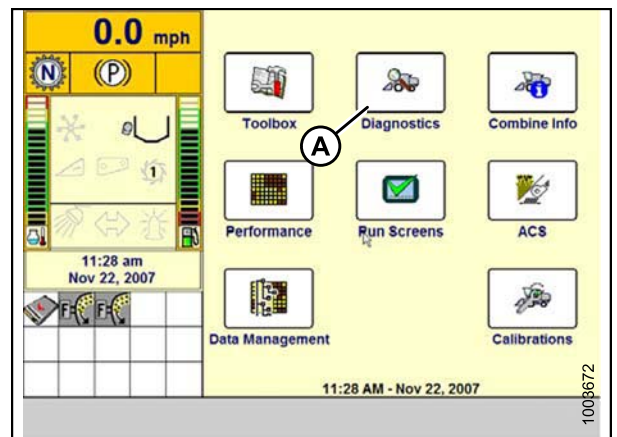 0.0 mph
N
(P)
1
11:28 am
Nov 22, 2007
F F
Toolbox
Diagnostics
Combine Info
A
Performance
Run Screens
ACS
Data Management
Calibrations
11:28 AM - Nov 22, 2007
1003672